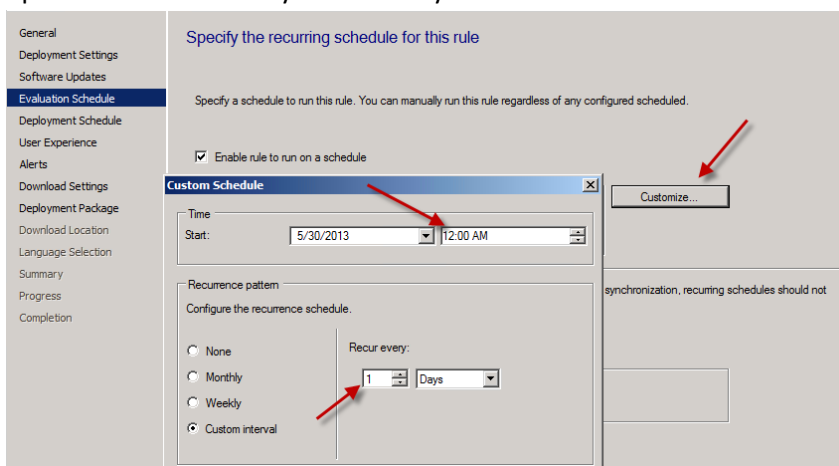 General
Deployment Settings
Software Updates
Evaluation Schedule
Deployment Schedule
User Experience
Alerts
Download Settings
Deployment Package
Download Location
Language Selection
Summary
Progress
Completion
Specify the recurring schedule for this rule
Specify a schedule to run this rule. You can manually run this rule regardless of any configured scheduled.
Enable rule to run on a schedule
Customize...
synchronization, recurring schedules should not
Custom Schedule
Time
Start: 5/30/2013 12:00 AM
Recurrence pattern
Configure the recurrence schedule.
None
Monthly
Weekly
Custom interval
Recur every:
1 Days